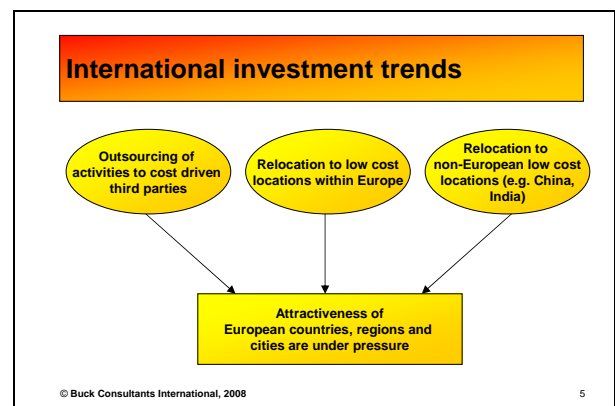 International investment trends
Outsourcing of
activities to cost driven
third parties
Relocation to low cost
locations within Europe
Relocation to
non-European low cost
locations (e.g. China,
India)
Attractiveness of
European countries, regions and
cities are under pressure
© Buck Consultants International, 2008
5